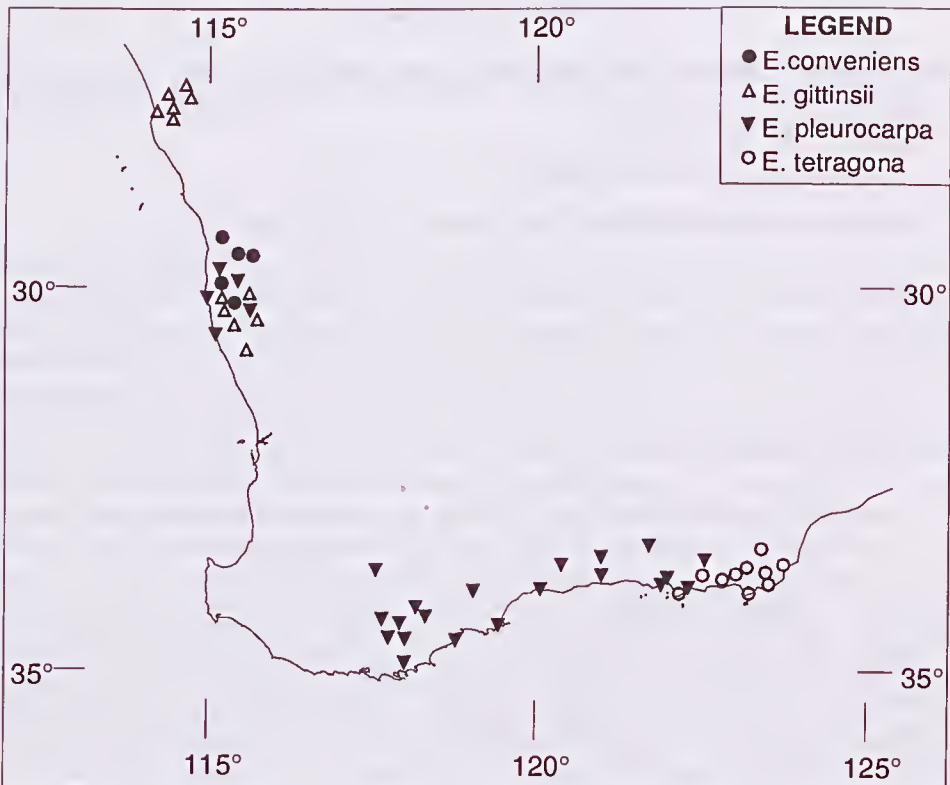 115°
120°
LEGEND
E.conveniens
E. gittinsii
E. pleurocarpa
E. tetragona
30°
30°
35°
35°
115°
120°
125°